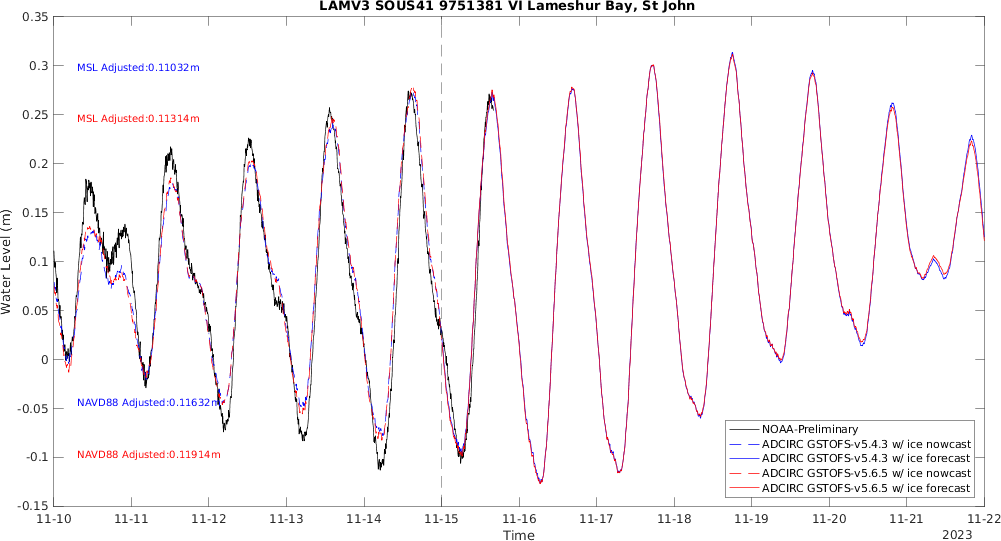 LAMV3 SOUS41 9751381 VI Lameshur Bay, St John
0.35
0.3
0.25
0.2
0.15
0.1
0.05
0
-0.05
-0.1
-0.15
Water Level (m)
MSL Adjusted:0.11032m
MSL Adjusted:0.11314m
NAVD88 Adjusted:0.11632m
NAVD88 Adjusted:0.11914m
NOAA-Preliminary
ADCIRC GSTOFS-v5.4.3 w/ ice nowcast
ADCIRC GSTOFS-v5.4.3 w/ ice forecast
ADCIRC GSTOFS-v5.6.5 w/ ice nowcast
ADCIRC GSTOFS-v5.6.5 w/ ice forecast
11-10 11-11 11-12 11-13 11-14 11-15 11-16 11-17 11-18 11-19 11-20 11-21 11-22
Time
2023